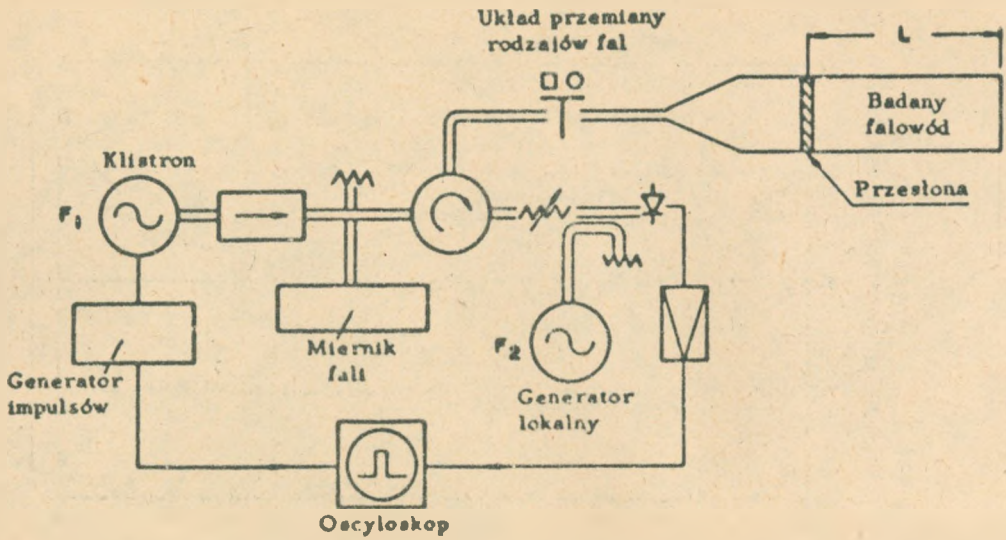 Układ przemiany
rodzajów fal
L
Badany
falowód
Przesłona
Klistron
F1
Miernik
fali
F2
Generator
lokalny
Generator
impulsów
Oscyloskop